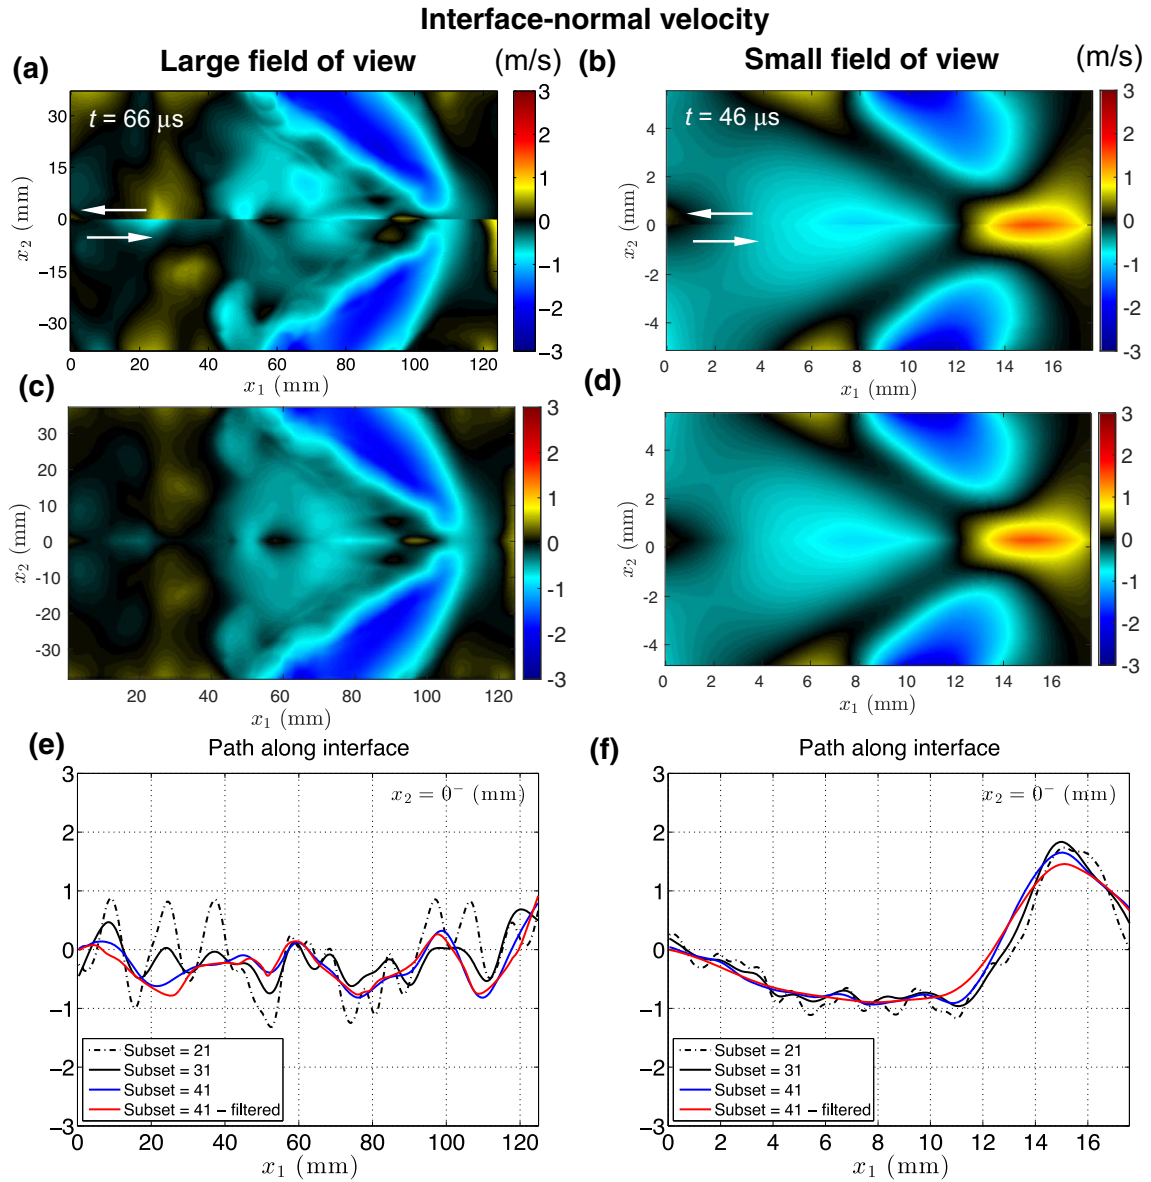 Interface-normal velocity
(a) Large field of view (m/s)
(b) Small field of view (m/s)
t = 66 µs
x2 (mm)
30
15
0
-15
-30
0 20 40 60 80 100 120
x1 (mm)
3
2
1
0
−1
−2
−3
t = 46 µs
x2 (mm)
4
2
0
-2
-4
0 2 4 6 8 10 12 14 16
x1 (mm)
3
2
1
0
−1
−2
−3
(c)
x2 (mm)
30
20
10
0
-10
-20
-30
20 40 60 80 100 120
x1 (mm)
3
2
1
0
-1
-2
-3
(d)
x2 (mm)
4
2
0
-2
-4
0 2 4 6 8 10 12 14 16
x1 (mm)
3
2
1
0
-1
-2
-3
(e)
Path along interface
x2 = 0− (mm)
3
2
1
0
−1
−2
−3
Subset = 21
Subset = 31
Subset = 41
Subset = 41 − filtered
0 20 40 60 80 100 120
x1 (mm)
(f)
Path along interface
x2 = 0− (mm)
3
2
1
0
−1
−2
−3
Subset = 21
Subset = 31
Subset = 41
Subset = 41 − filtered
0 2 4 6 8 10 12 14 16
x1 (mm)